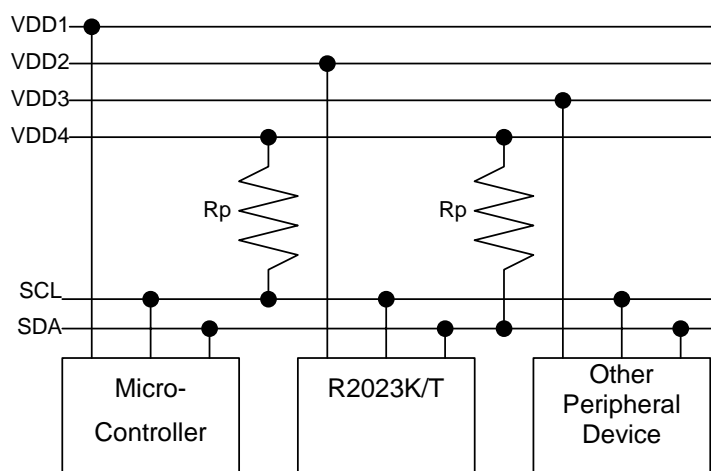 VDD1
VDD2
VDD3
VDD4
Rp
Rp
SCL
SDA
Micro-
Controller
R2023K/T
Other
Peripheral
Device